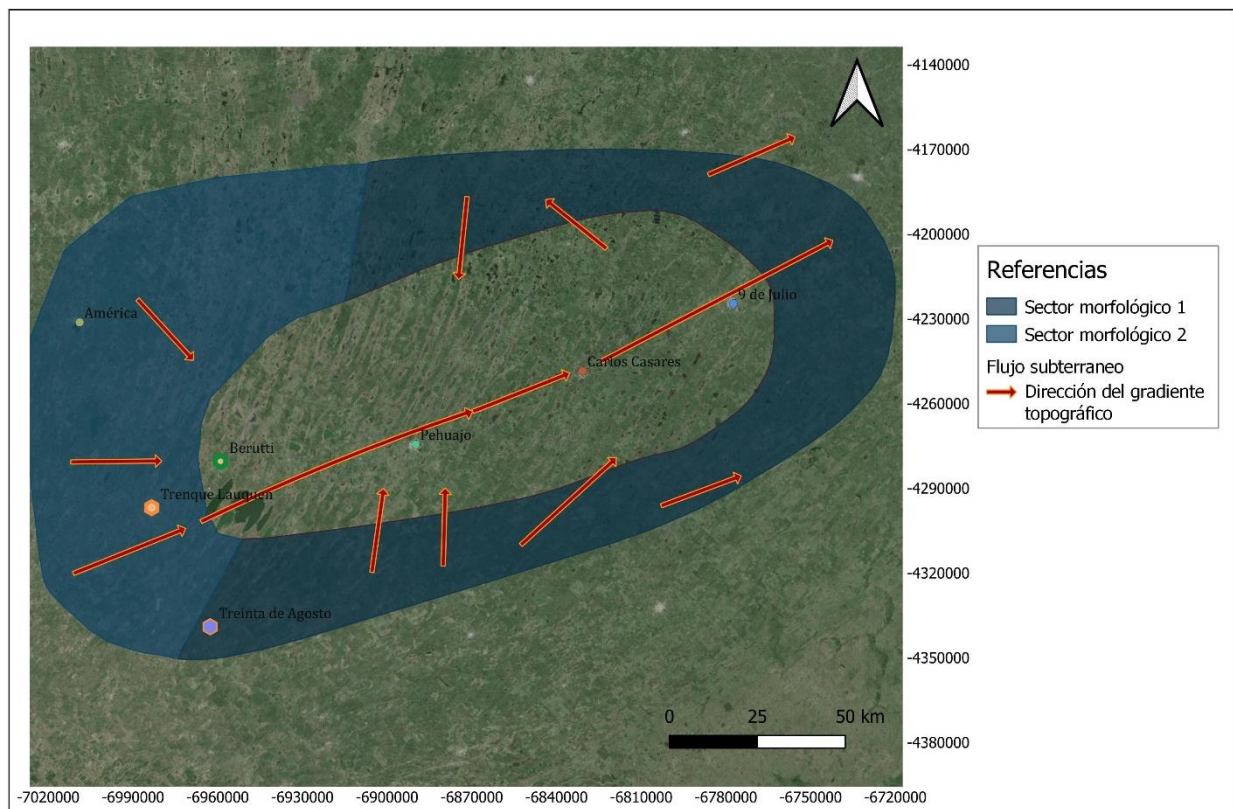 -4140000
-4170000
-4200000
-4230000
-4260000
-4290000
-4320000
-4350000
-4380000
América
9 de Julio
Carlos Casares
Pehuajo
Berutti
Trenque Lauquen
Treinta de Agosto
0 25 50 km
-7020000 -6990000 -6960000 -6930000 -6900000 -6870000 -6840000 -6810000 -6780000 -6750000 -6720000
Referencias
Sector morfológico 1
Sector morfológico 2
Flujo subterraneo
Dirección del gradiente
topográfico